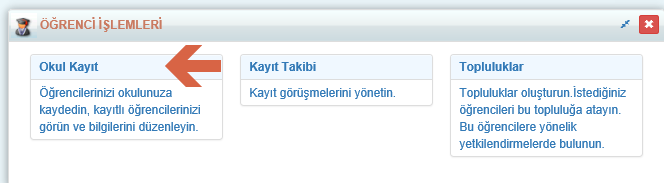 ÖĞRENCİ İŞLEMLERİ
Okul Kayıt
Öğrencilerinizi okulunuza
kaydedin, kayıtlı öğrencilerinizi
görün ve bilgilerini düzenleyin.
Kayıt Takibi
Kayıt görüşmelerini yönetin.
Topluluklar
Topluluklar oluşturun.İstediğiniz
öğrencileri bu topluluğa atayın.
Bu öğrencilere yönelik
yetkilendirmelerde bulunun.